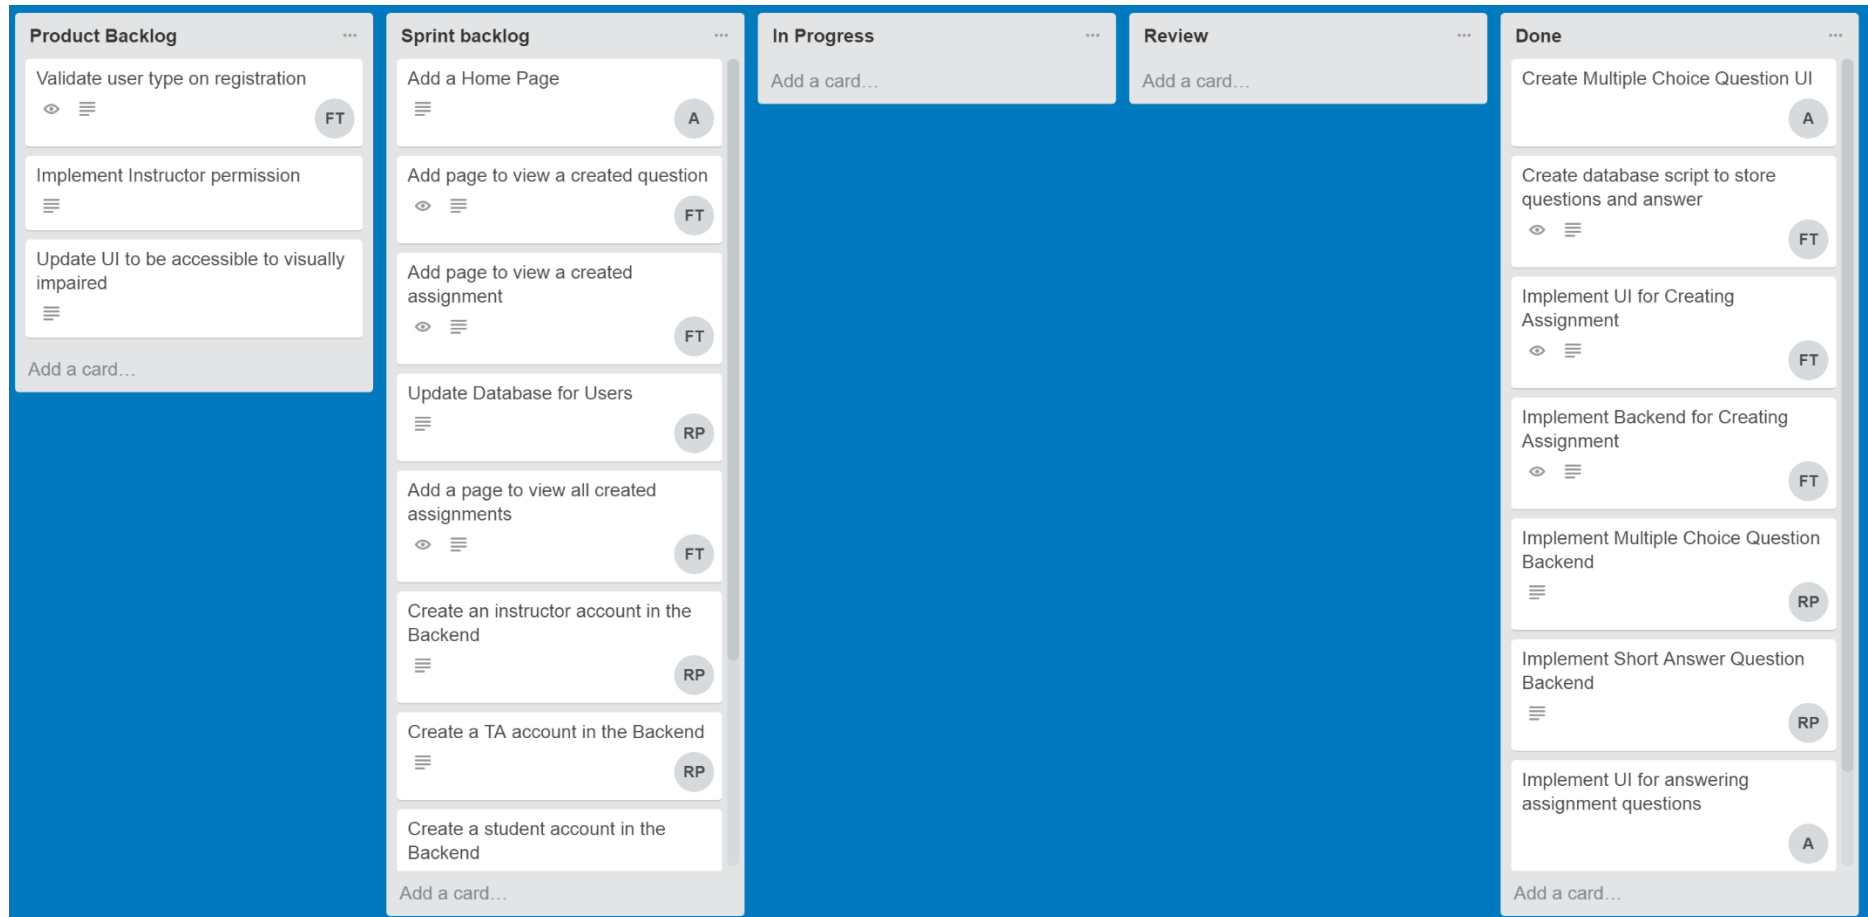 Product Backlog
Validate user type on registration
FT
Implement Instructor permission
Update UI to be accessible to visually
impaired
Add a card...
Sprint backlog
Add a Home Page
A
Add page to view a created question
FT
Add page to view a created
assignment
FT
Update Database for Users
RP
Add a page to view all created
assignments
FT
Create an instructor account in the
Backend
RP
Create a TA account in the Backend
RP
Create a student account in the
Backend
Add a card...
In Progress
Add a card...
Review
Add a card...
Done
Create Multiple Choice Question UI
A
Create database script to store
questions and answer
FT
Implement UI for Creating
Assignment
FT
Implement Backend for Creating
Assignment
FT
Implement Multiple Choice Question
Backend
RP
Implement Short Answer Question
Backend
RP
Implement UI for answering
assignment questions
A
Add a card...